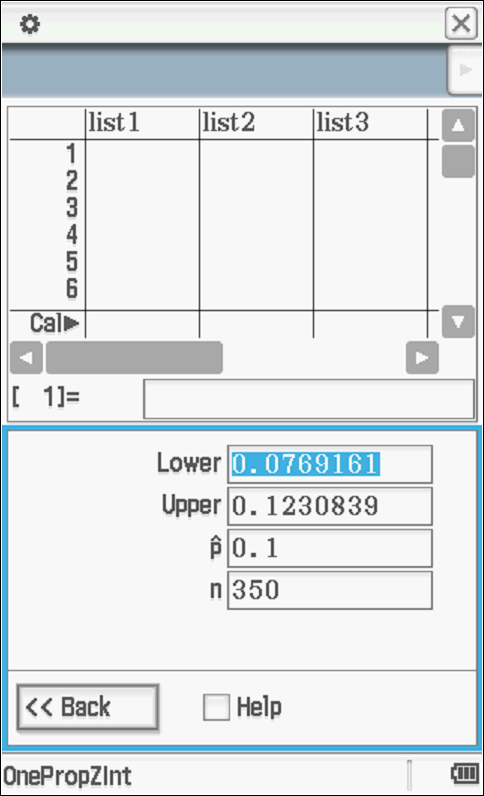 list1 list2 list3
1
2
3
4
5
6
Cal▶
[ 1]=
Lower 0.0769161
Upper 0.1230839
p̂ 0.1
n 350
<< Back Help
OnePropZInt